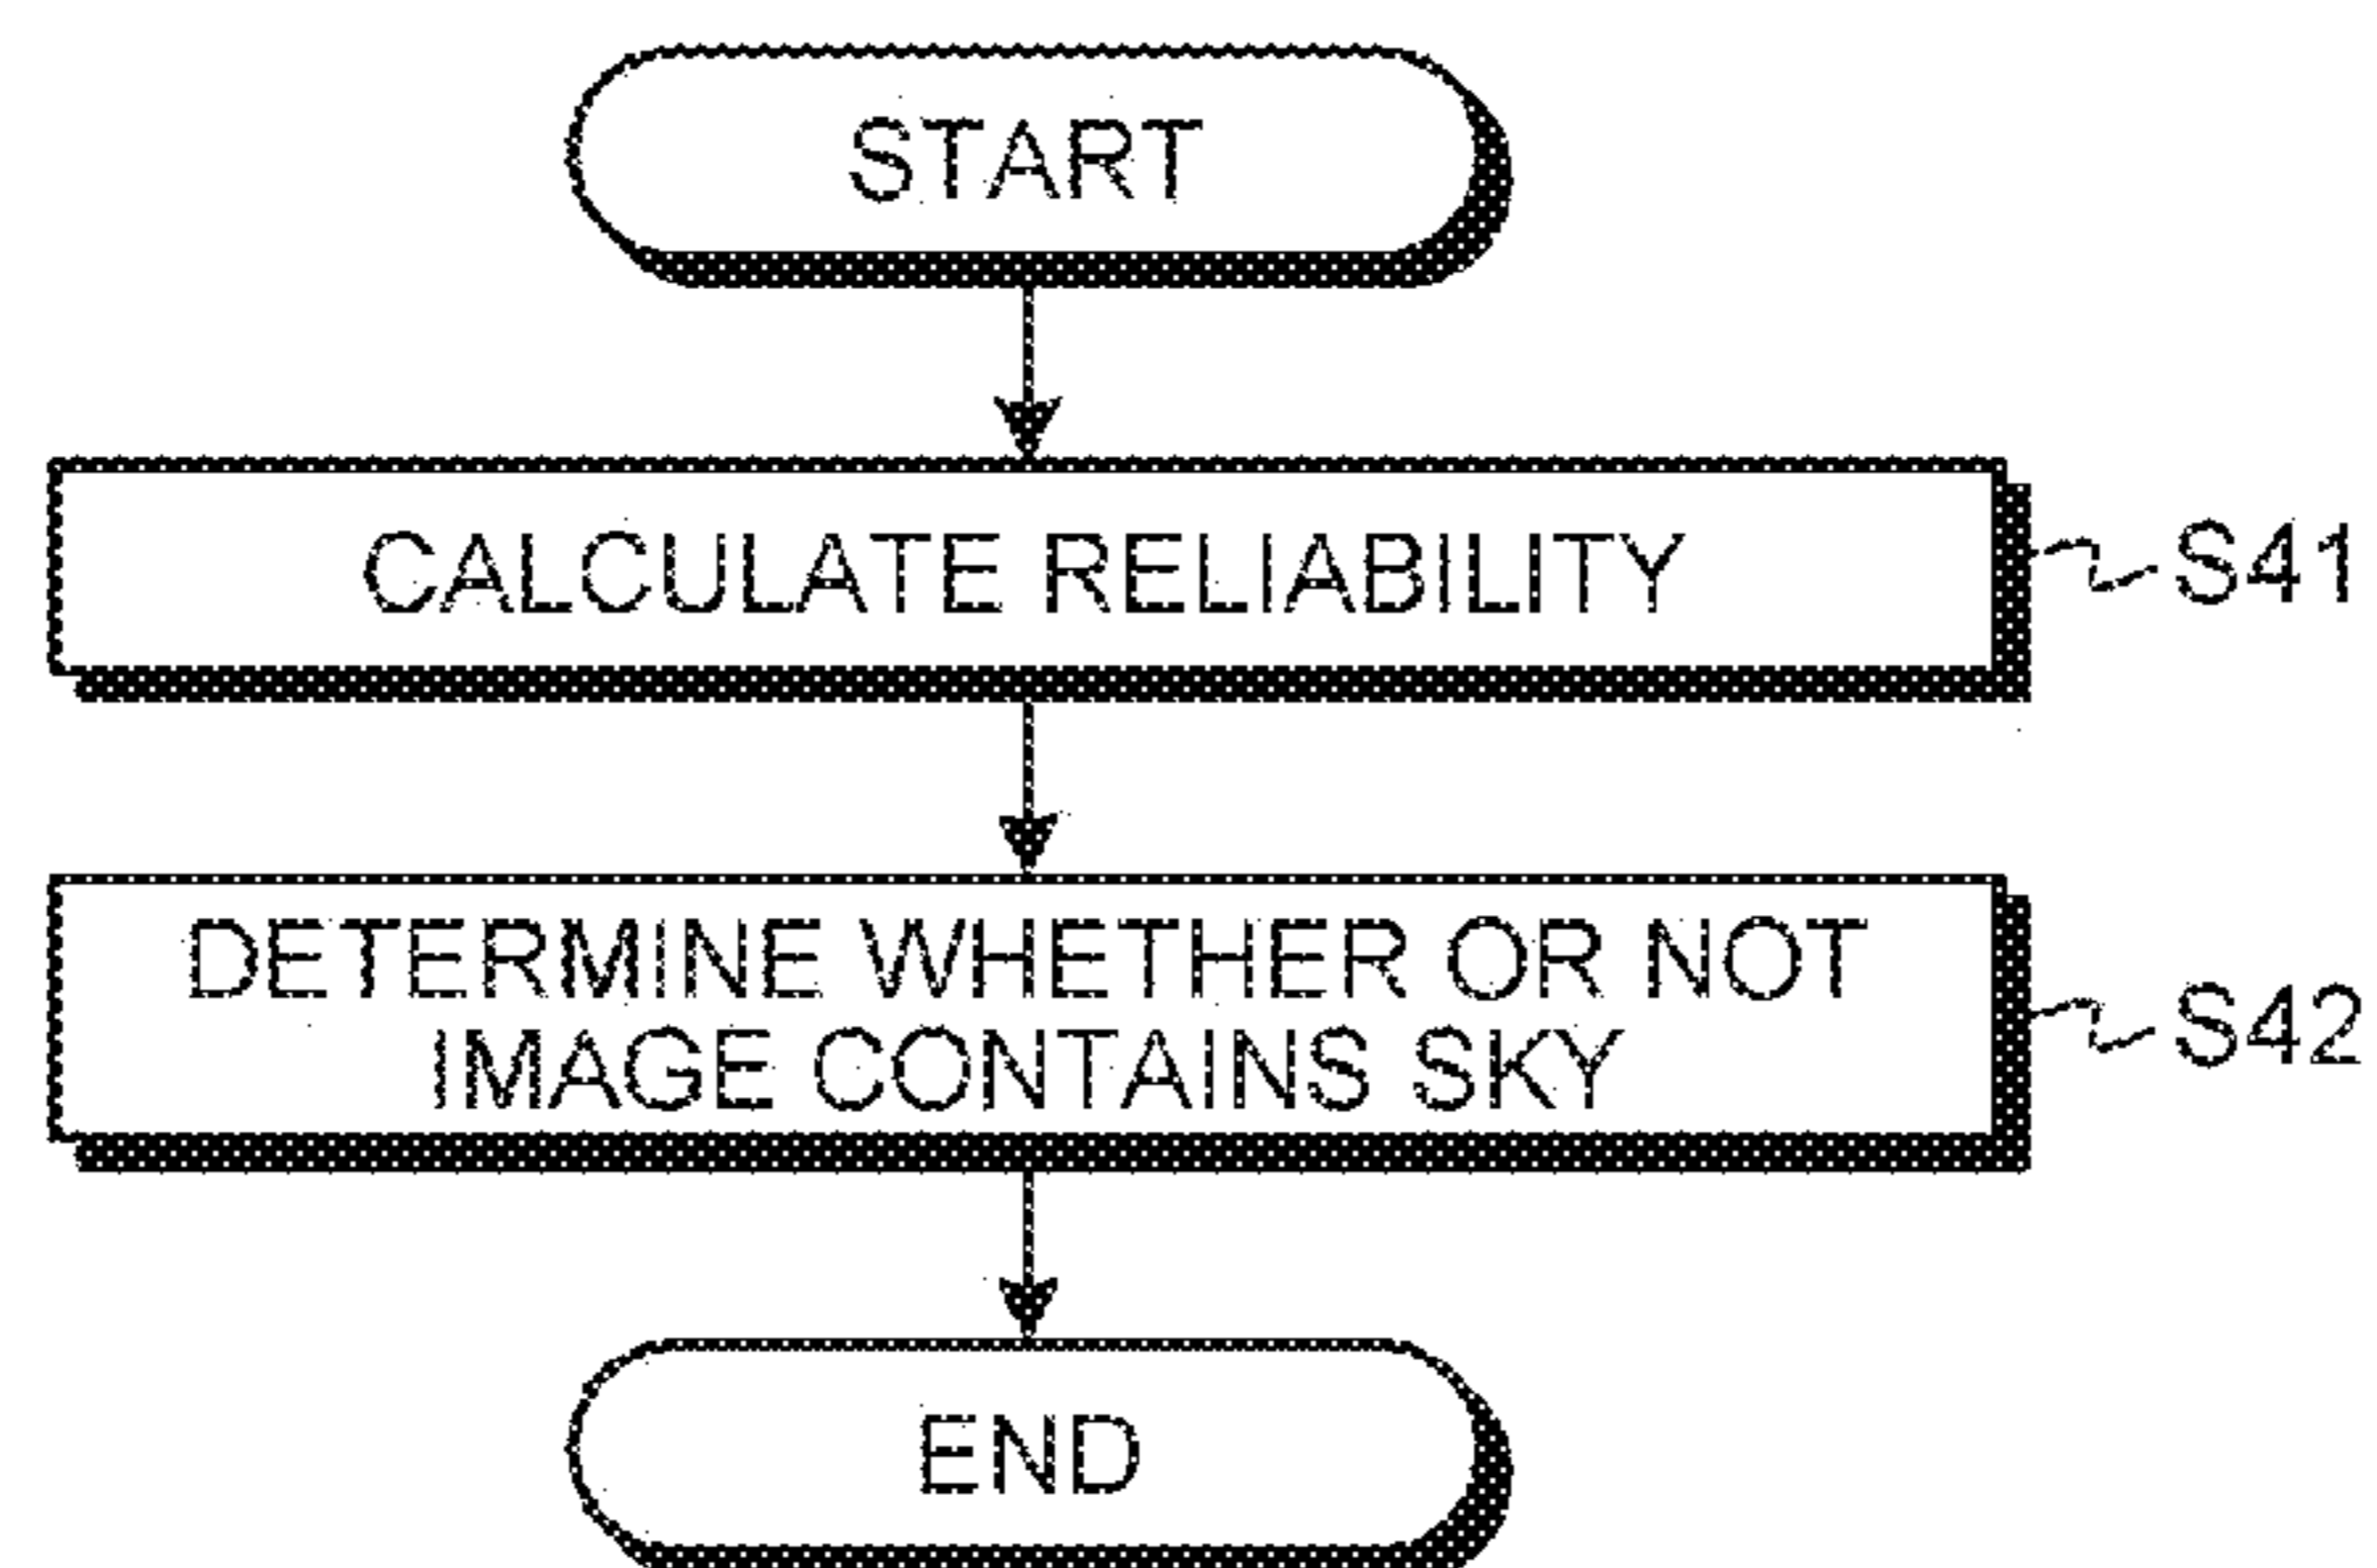 START
CALCULATE RELIABILITY
S41
DETERMINE WHETHER OR NOT
IMAGE CONTAINS SKY
S42
END